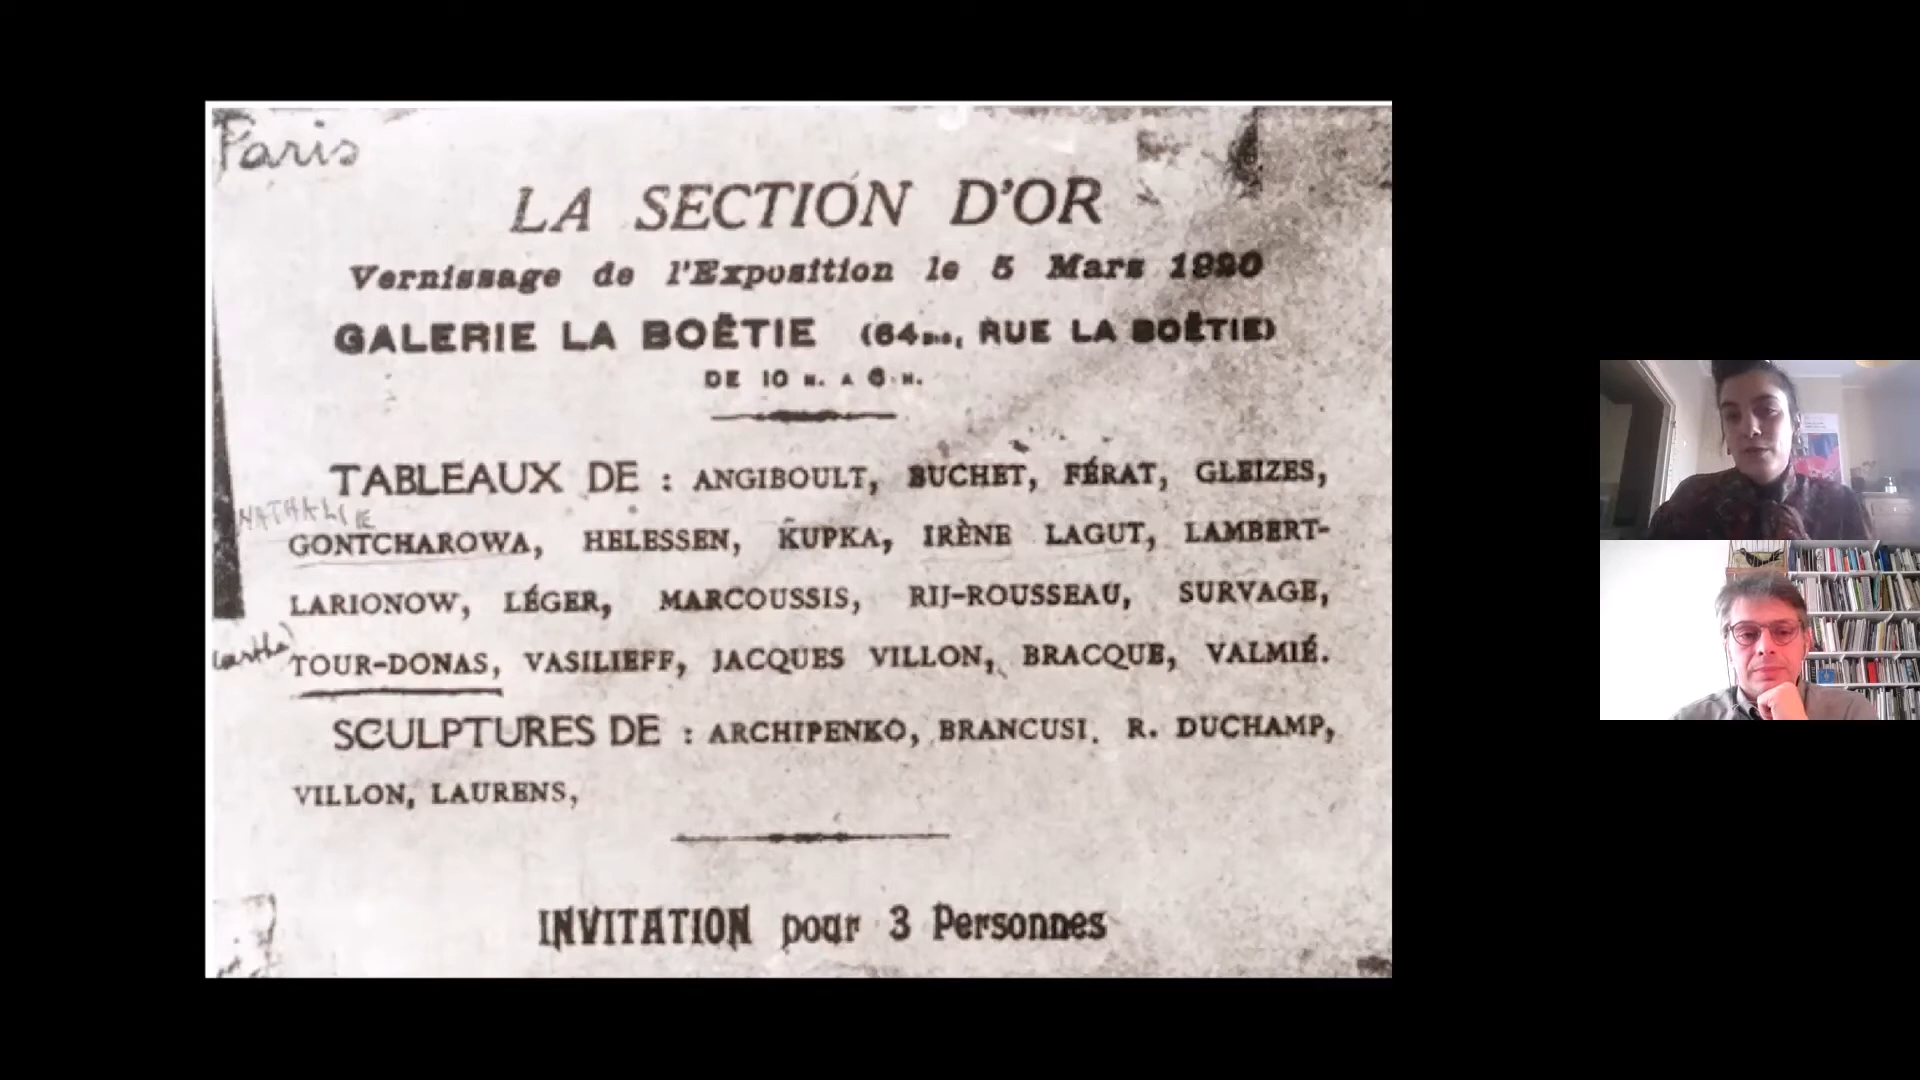 Paris
LA SECTION D'OR
Vernissage de l'Exposition le 5 Mars 1920
GALERIE LA BOÊTIE (64 BIS, RUE LA BOÊTIE)
DE 10 H. A 6 H.
TABLEAUX DE : ANGIBOULT, BUCHET, FÉRAT, GLEIZES,
NATHALIE
GONTCHAROWA, HELESSEN, KUPKA, IRÈNE LAGUT, LAMBERT-
LARIONOW, LÉGER, MARCOUSSIS, RIJ-ROUSSEAU, SURVAGE,
TOUR-DONAS, VASILIEFF, JACQUES VILLON, BRACQUE, VALMIÉ.
SCULPTURES DE : ARCHIPENKO, BRANCUSI. R. DUCHAMP,
VILLON, LAURENS,
INVITATION pour 3 Personnes